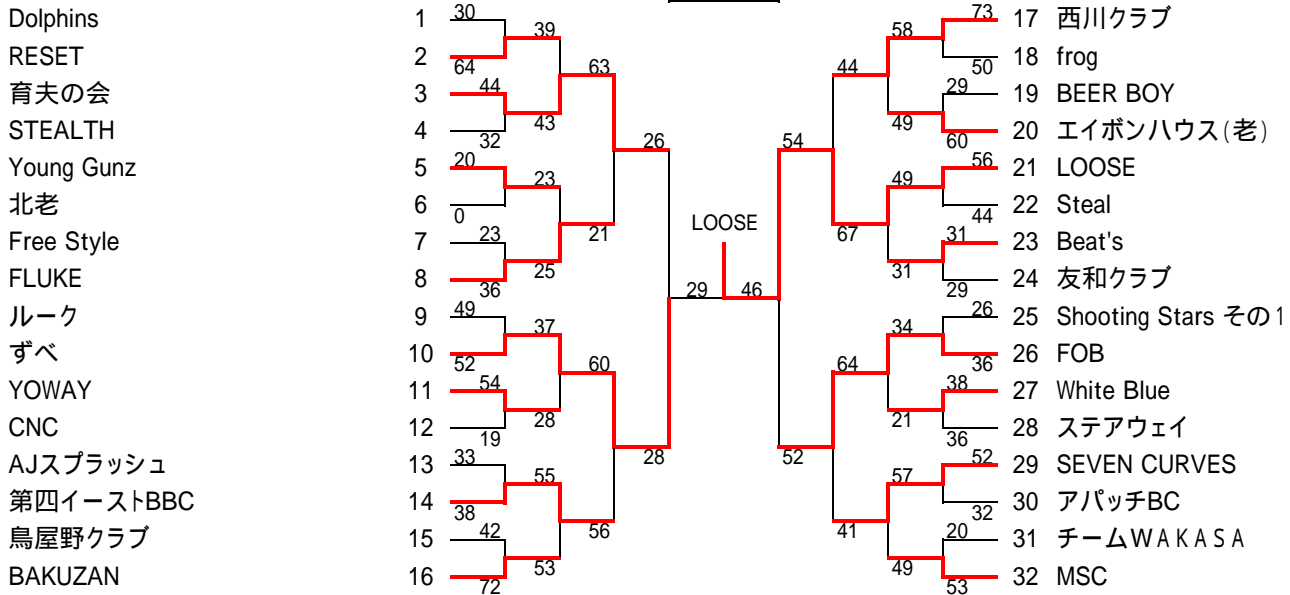 Dolphins 1 30 39 58 73 17 西川クラブ
RESET 2 64 63 44 50 18 frog
育夫の会 3 44 43 49 29 19 BEER BOY
STEALTH 4 32 26 54 60 20 エイボンハウス(老)
Young Gunz 5 20 23 49 56 21 LOOSE
北老 6 0 21 LOOSE 67 44 22 Steal
Free Style 7 23 25 31 31 23 Beat's
FLUKE 8 36 29 46 29 24 友和クラブ
ルーク 9 49 37 34 26 25 Shooting Stars その1
ずべ 10 52 60 64 36 26 FOB
YOWAY 11 54 28 21 38 27 White Blue
CNC 12 19 28 52 36 28 ステアウェイ
AJスプラッシュ 13 33 55 57 52 29 SEVEN CURVES
第四イーストBBC 14 38 56 41 32 30 アパッチBC
鳥屋野クラブ 15 42 53 49 20 31 チームWAKASA
BAKUZAN 16 72 53 32 MSC